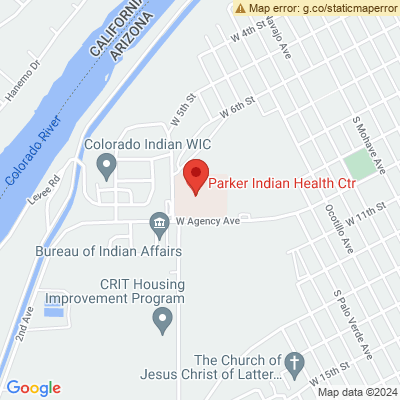 Map error: g.co/staticmaperror
CALIFORNIA
ARIZONA
Navajo Ave
W 4th St
Hanemo Dr
W 5th St
W 6th St
S Mohave Ave
Colorado River
Colorado Indian WIC
Levee Rd
Parker Indian Health Ctr
W 11th St
W Agency Ave
Ocotillo Ave
Bureau of Indian Affairs
CRIT Housing
Improvement Program
2nd Ave
S Palo Verde Ave
The Church of
Jesus Christ of Latter...
W 15th St
Google
Map data ©2024